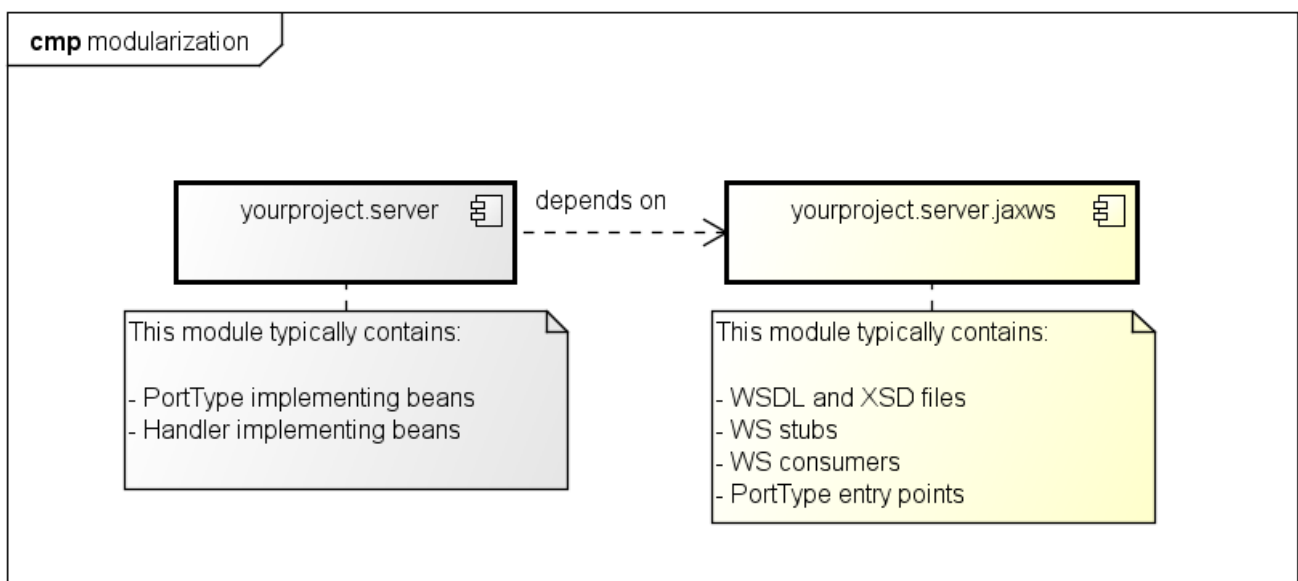 cmp modularization
yourproject.server
depends on
yourproject.server.jaxws
This module typically contains:
- PortType implementing beans
- Handler implementing beans
This module typically contains:
- WSDL and XSD files
- WS stubs
- WS consumers
- PortType entry points